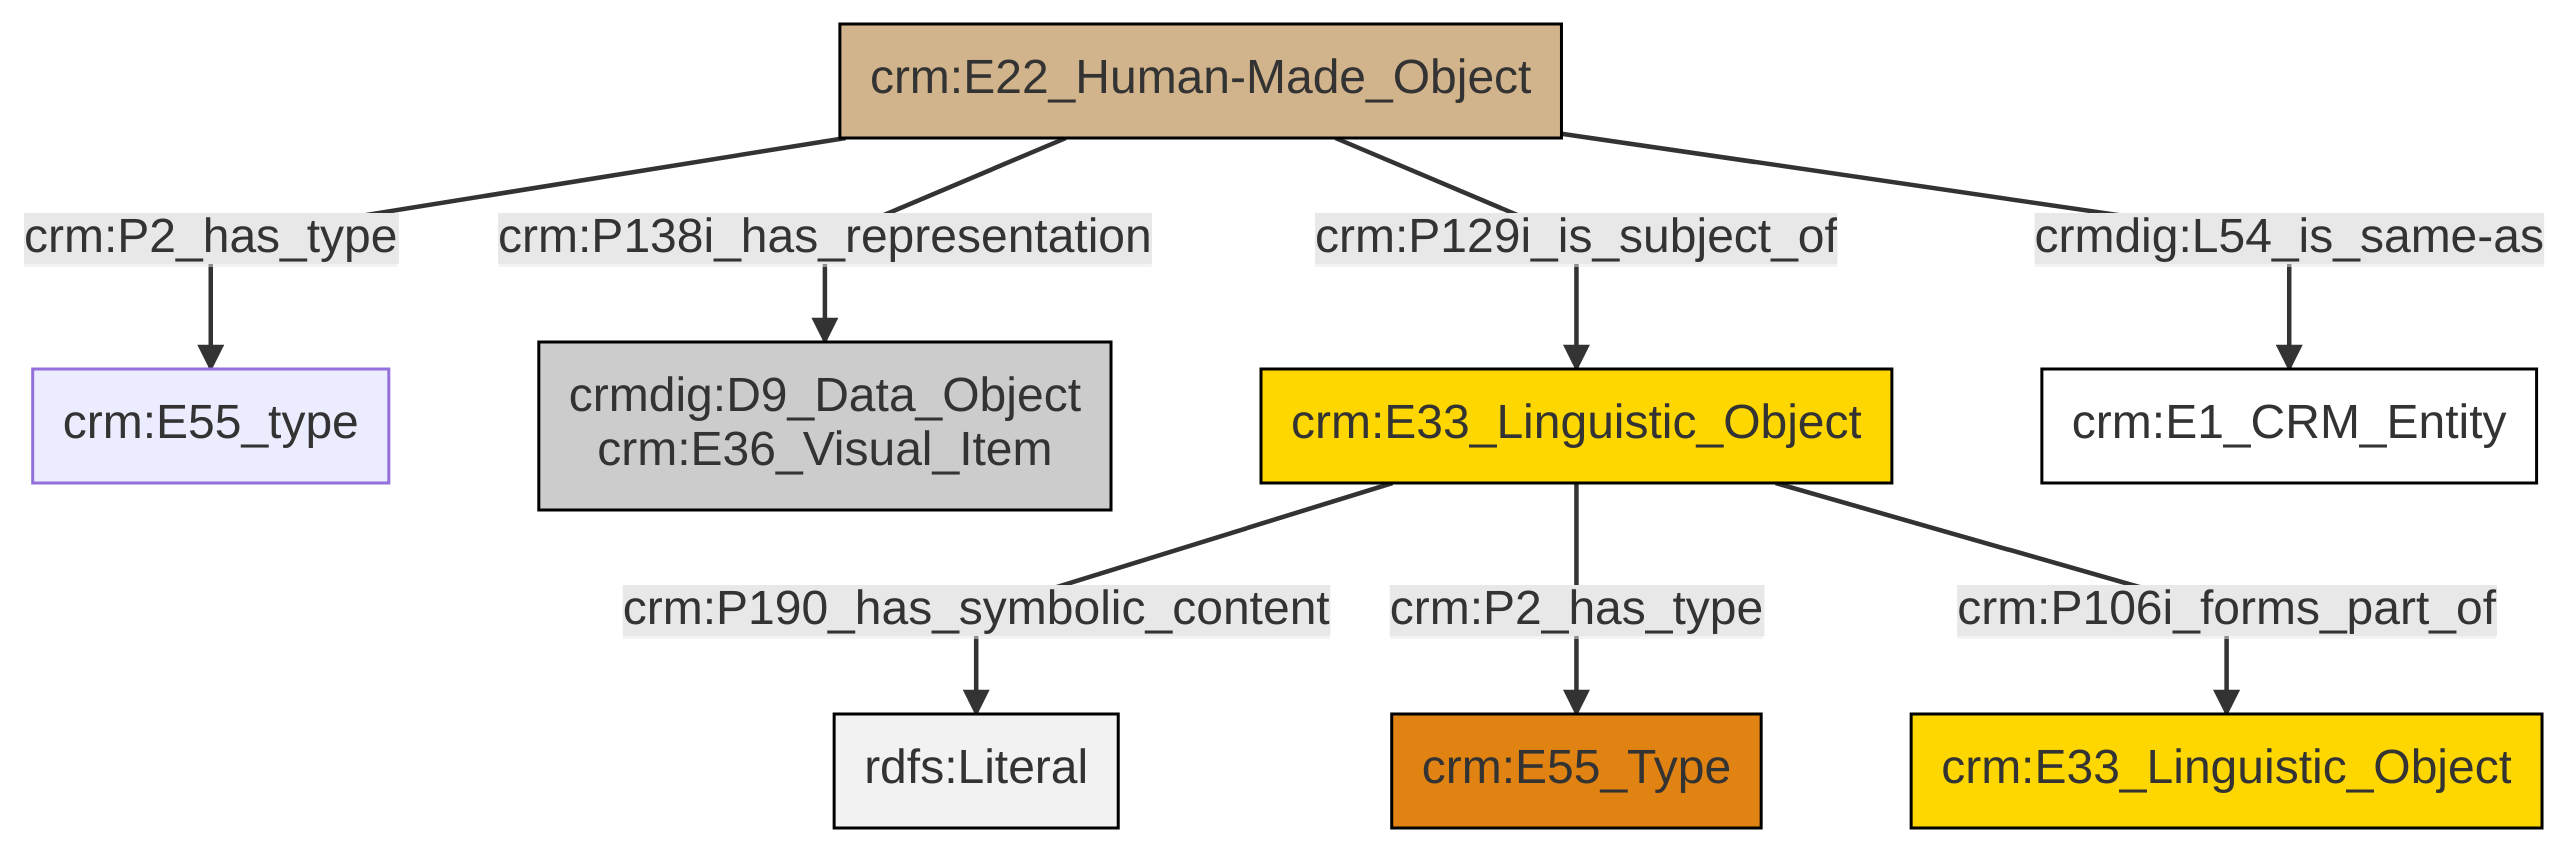 crm:E22_Human-Made_Object
crm:P2_has_type
crm:P138i_has_representation
crm:P129i_is_subject_of
crmdig:L54_is_same-as
crm:E55_type
crmdig:D9_Data_Object
crm:E36_Visual_Item
crm:E33_Linguistic_Object
crm:E1_CRM_Entity
crm:P190_has_symbolic_content
crm:P2_has_type
crm:P106i_forms_part_of
rdfs:Literal
crm:E55_Type
crm:E33_Linguistic_Object